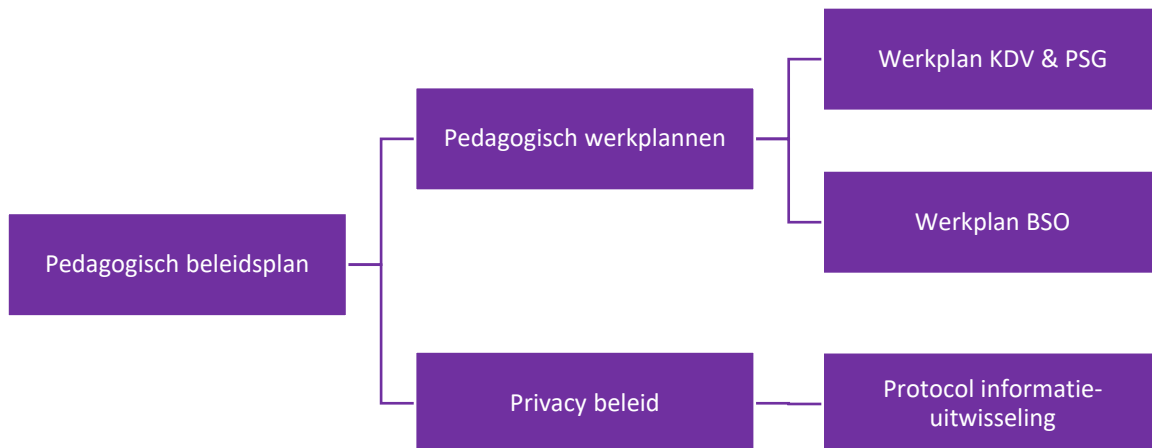 Pedagogisch beleidsplan
Pedagogisch werkplannen
Werkplan KDV & PSG
Werkplan BSO
Privacy beleid
Protocol informatie-
uitwisseling